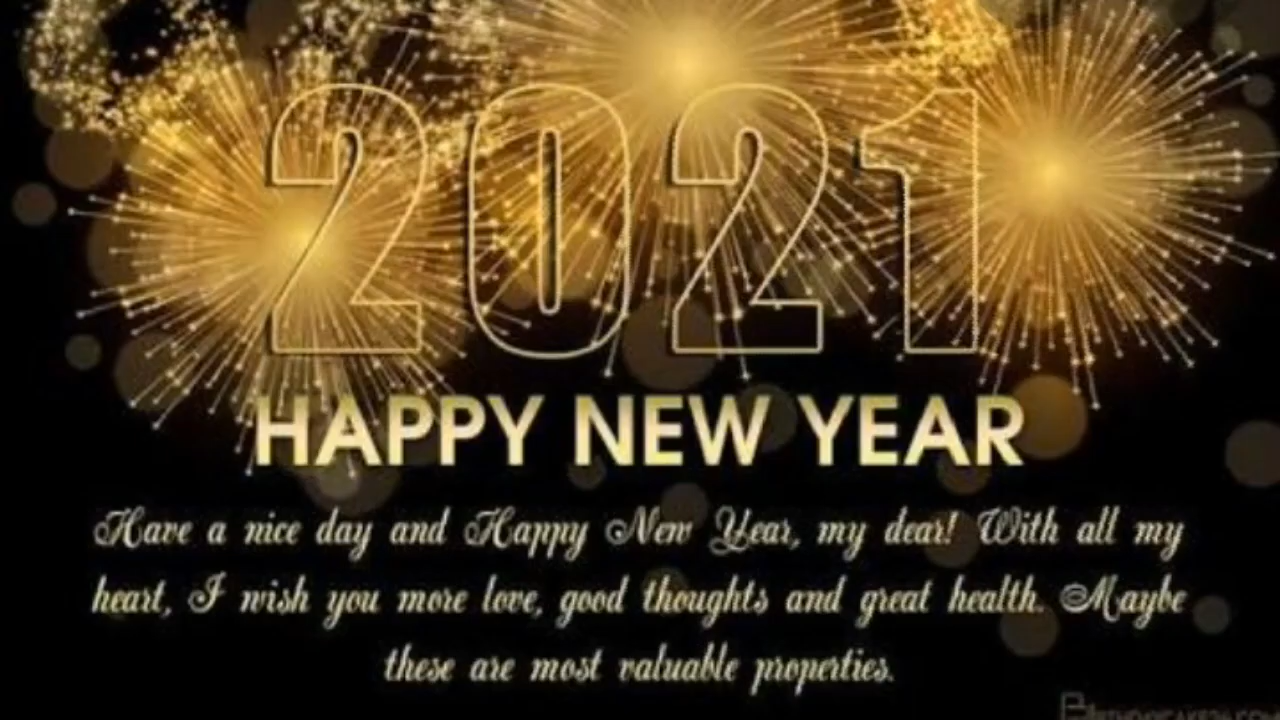 2021
HAPPY NEW YEAR
Have a nice day and Happy New Year, my dear! With all my
heart, I wish you more love, good thoughts and great health. Maybe
these are most valuable properties.